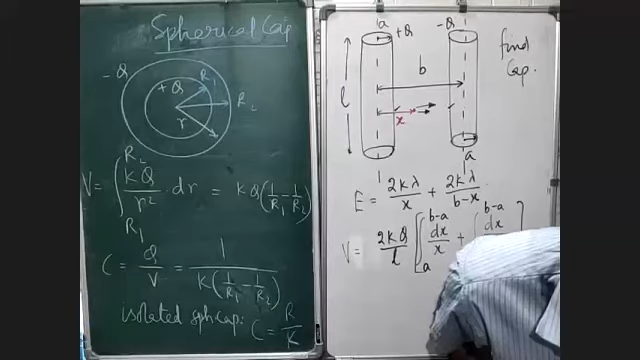 Spherical Cap
-Q
+Q
R₁
R₂
r
V = ∫_{R₁}^{R₂} KQ/r² · dr = KQ(1/R₁ - 1/R₂)
C = Q/V = 1/K(1/R₁ - 1/R₂)
isolated sph cap: C = R/K
a
+Q
-Q
find
Cap.
b
l
x
a
E = 2Kλ/x + 2Kλ/b-x
V = 2KQ/L [∫_{a}^{b-a} dx/x + ∫^{b-a} dx